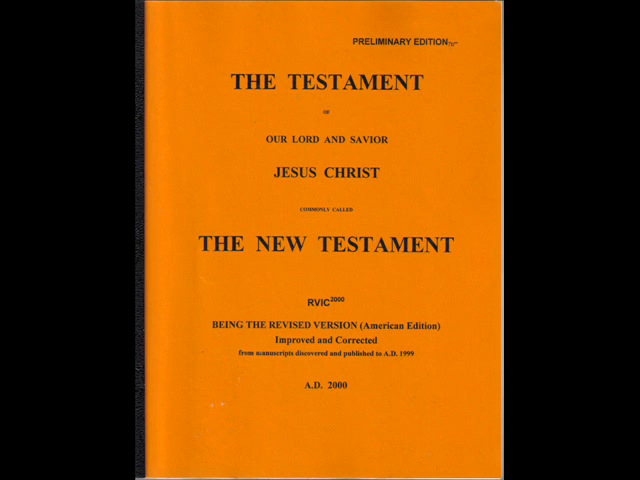 PRELIMINARY EDITION
THE TESTAMENT
OF
OUR LORD AND SAVIOR
JESUS CHRIST
COMMONLY CALLED
THE NEW TESTAMENT
RVIC2000
BEING THE REVISED VERSION (American Edition)
Improved and Corrected
from manuscripts discovered and published to A.D. 1999
A.D. 2000